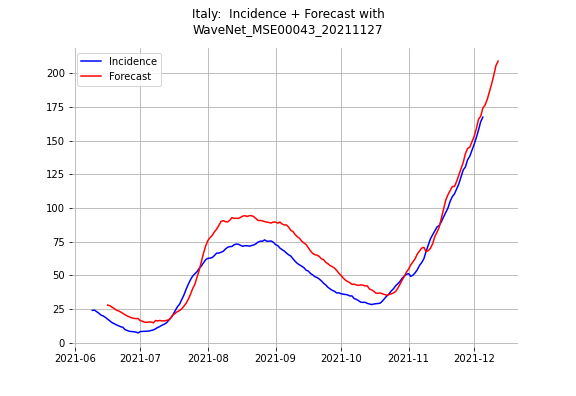 Italy:  Incidence + Forecast with
WaveNet_MSE00043_20211127
Incidence
Forecast
200
175
150
125
100
75
50
25
0
2021-06 2021-07 2021-08 2021-09 2021-10 2021-11 2021-12